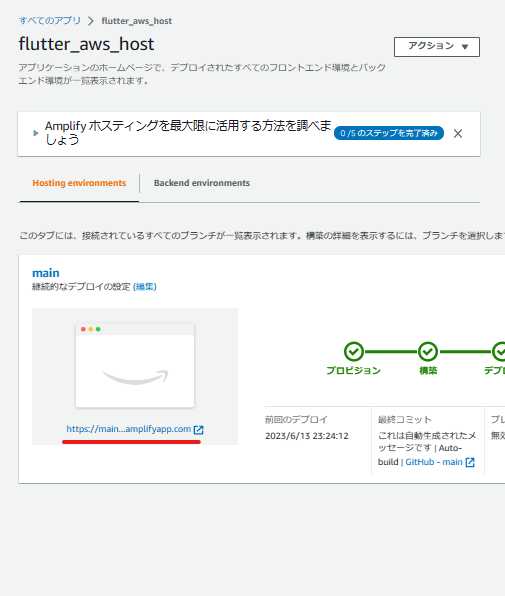 すべてのアプリ > flutter_aws_host
flutter_aws_host
アクション ▼
アプリケーションのホームページで、デプロイされたすべてのフロントエンド環境とバック
エンド環境が一覧表示されます。
Amplify ホスティングを最大限に活用する方法を調べま
しょう
0 /5 のステップを完了済み
Hosting environments
Backend environments
このタブには、接続されているすべてのブランチが一覧表示されます。構築の詳細を表示するには、ブランチを選択しま
main
継続的なデプロイの設定 (編集)
https://main...amplifyapp.com
プロビジョン
構築
デプロ
前回のデプロイ
2023/6/13 23:24:12
最終コミット
これは自動生成されたメ
ッセージです | Auto-
build | GitHub - main
プレ
無効